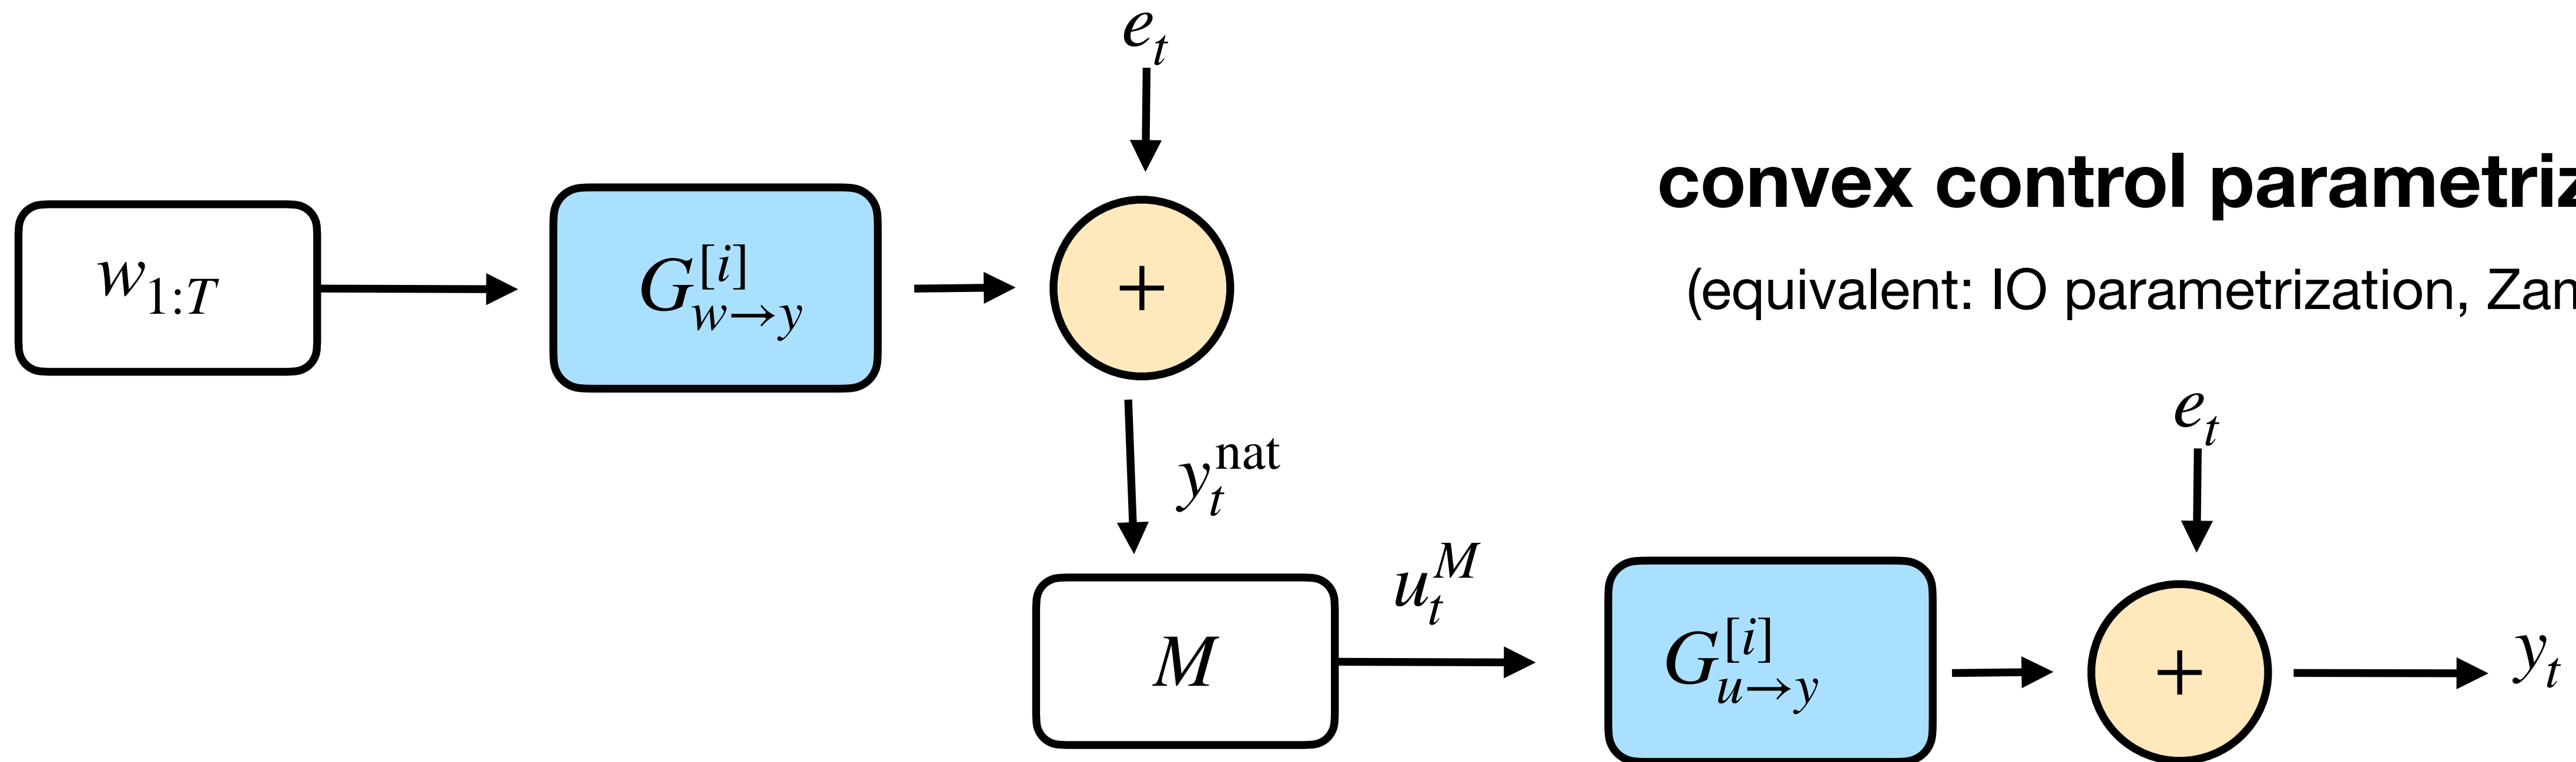 e_t
convex control parametriz
w_{1:T}
G^{[i]}_{w→y}
+
(equivalent: IO parametrization, Zan
e_t
y_t^{nat}
u_t^M
M
G^{[i]}_{u→y}
+
y_t